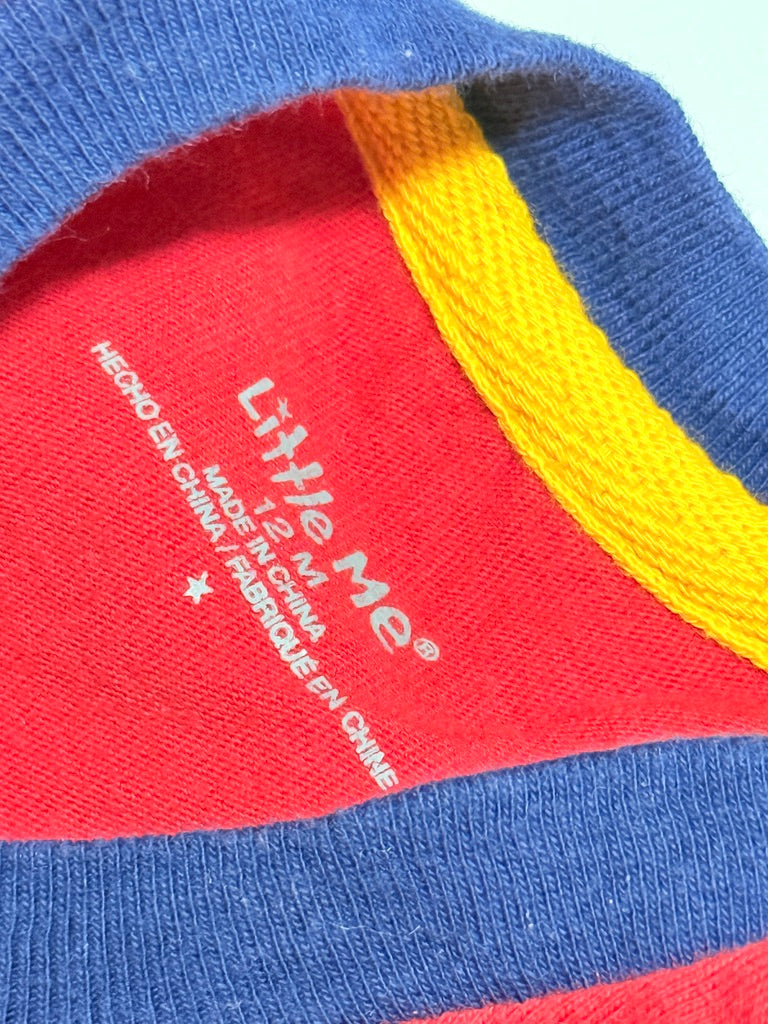 Little Me®
12 M
MADE IN CHINA
HECHO EN CHINA / FABRIQUÉ EN CHINE